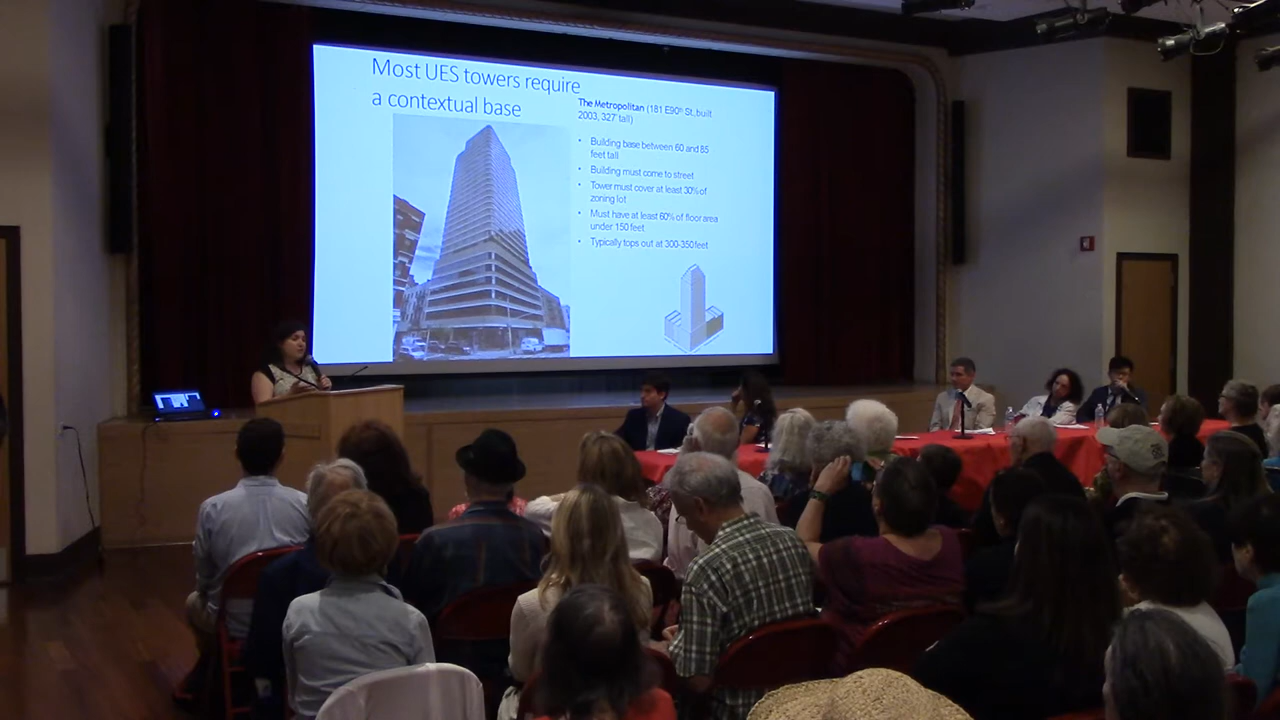 Most UES towers require
a contextual base
The Metropolitan (181 E90th St, built
2003, 327' tall)
• Building base between 60 and 85
feet tall
• Building must come to street
• Tower must cover at least 30% of
zoning lot
• Must have at least 60% of floor area
under 150 feet
• Typically tops out at 300-350 feet